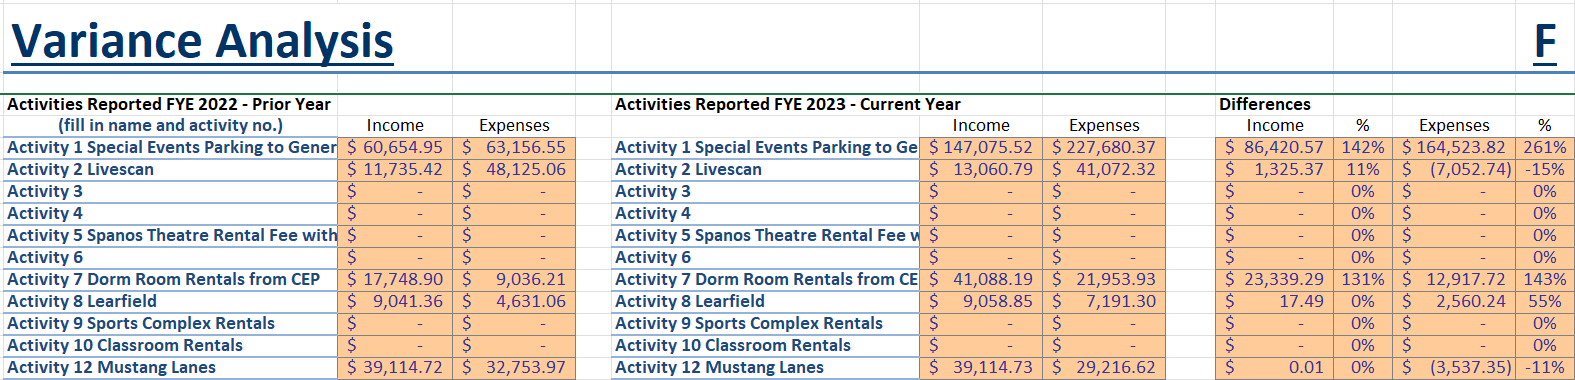 Variance Analysis F
Activities Reported FYE 2022 - Prior Year Activities Reported FYE 2023 - Current Year Differences
(fill in name and activity no.) Income Expenses Income Expenses Income % Expenses %
Activity 1 Special Events Parking to Gener $ 60,654.95 $ 63,156.55 Activity 1 Special Events Parking to Ge $ 147,075.52 $ 227,680.37 $ 86,420.57 142% $ 164,523.82 261%
Activity 2 Livescan $ 11,735.42 $ 48,125.06 Activity 2 Livescan $ 13,060.79 $ 41,072.32 $ 1,325.37 11% $ (7,052.74) -15%
Activity 3 $ - $ - Activity 3 $ - $ - $ - 0% $ - 0%
Activity 4 $ - $ - Activity 4 $ - $ - $ - 0% $ - 0%
Activity 5 Spanos Theatre Rental Fee with $ - $ - Activity 5 Spanos Theatre Rental Fee w $ - $ - $ - 0% $ - 0%
Activity 6 $ - $ - Activity 6 $ - $ - $ - 0% $ - 0%
Activity 7 Dorm Room Rentals from CEP $ 17,748.90 $ 9,036.21 Activity 7 Dorm Room Rentals from CE $ 41,088.19 $ 21,953.93 $ 23,339.29 131% $ 12,917.72 143%
Activity 8 Learfield $ 9,041.36 $ 4,631.06 Activity 8 Learfield $ 9,058.85 $ 7,191.30 $ 17.49 0% $ 2,560.24 55%
Activity 9 Sports Complex Rentals $ - $ - Activity 9 Sports Complex Rentals $ - $ - $ - 0% $ - 0%
Activity 10 Classroom Rentals $ - $ - Activity 10 Classroom Rentals $ - $ - $ - 0% $ - 0%
Activity 12 Mustang Lanes $ 39,114.72 $ 32,753.97 Activity 12 Mustang Lanes $ 39,114.73 $ 29,216.62 $ 0.01 0% $ (3,537.35) -11%